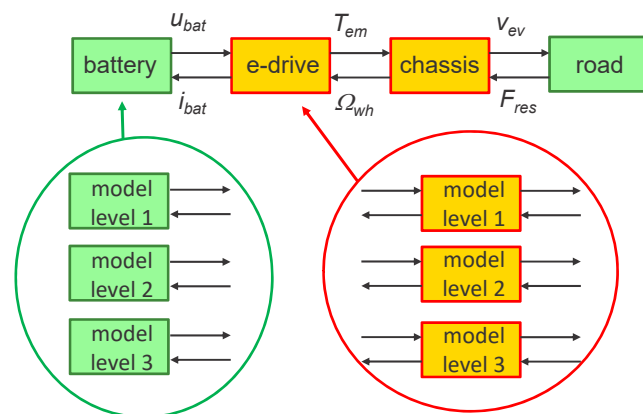 u_bat T_em v_ev
battery e-drive chassis road
i_bat Ω_wh F_res
model
level 1
model
level 2
model
level 3
model
level 1
model
level 2
model
level 3